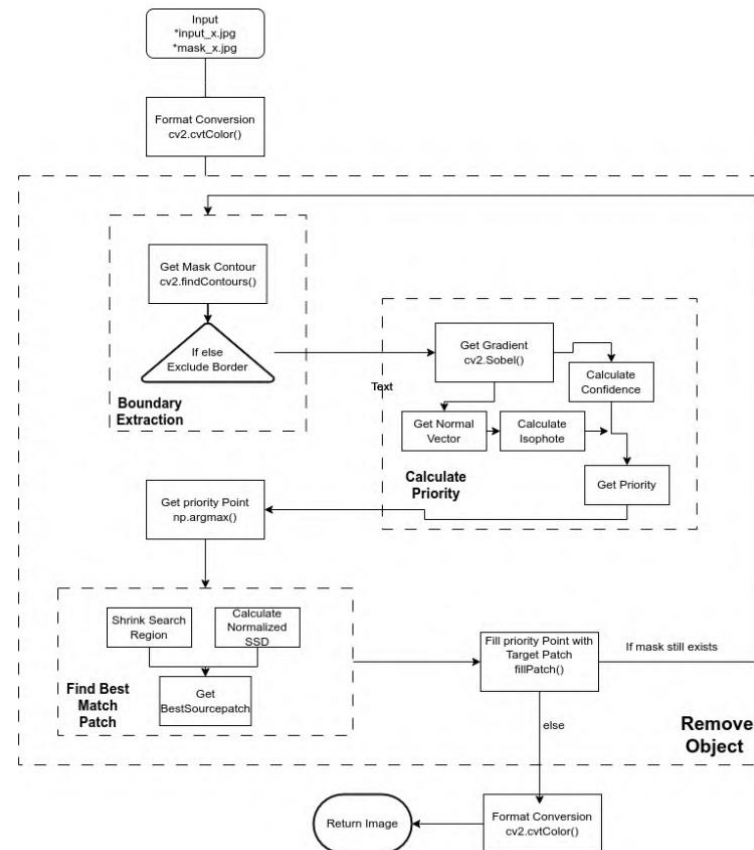 Input
*input_x.jpg
*mask_x.jpg
Format Conversion
cv2.cvtColor()
Get Mask Contour
cv2.findContours()
If else
Exclude Border
Boundary
Extraction
Text
Get Gradient
cv2.Sobel()
Calculate
Confidence
Get Normal
Vector
Calculate
Isophote
Calculate
Priority
Get Priority
Get priority Point
np.argmax()
Shrink Search
Region
Calculate
Normalized
SSD
Get
BestSourcepatch
Find Best
Match
Patch
Fill priority Point with
Target Patch
fillPatch()
If mask still exists
else
Remove
Object
Format Conversion
cv2.cvtColor()
Return Image